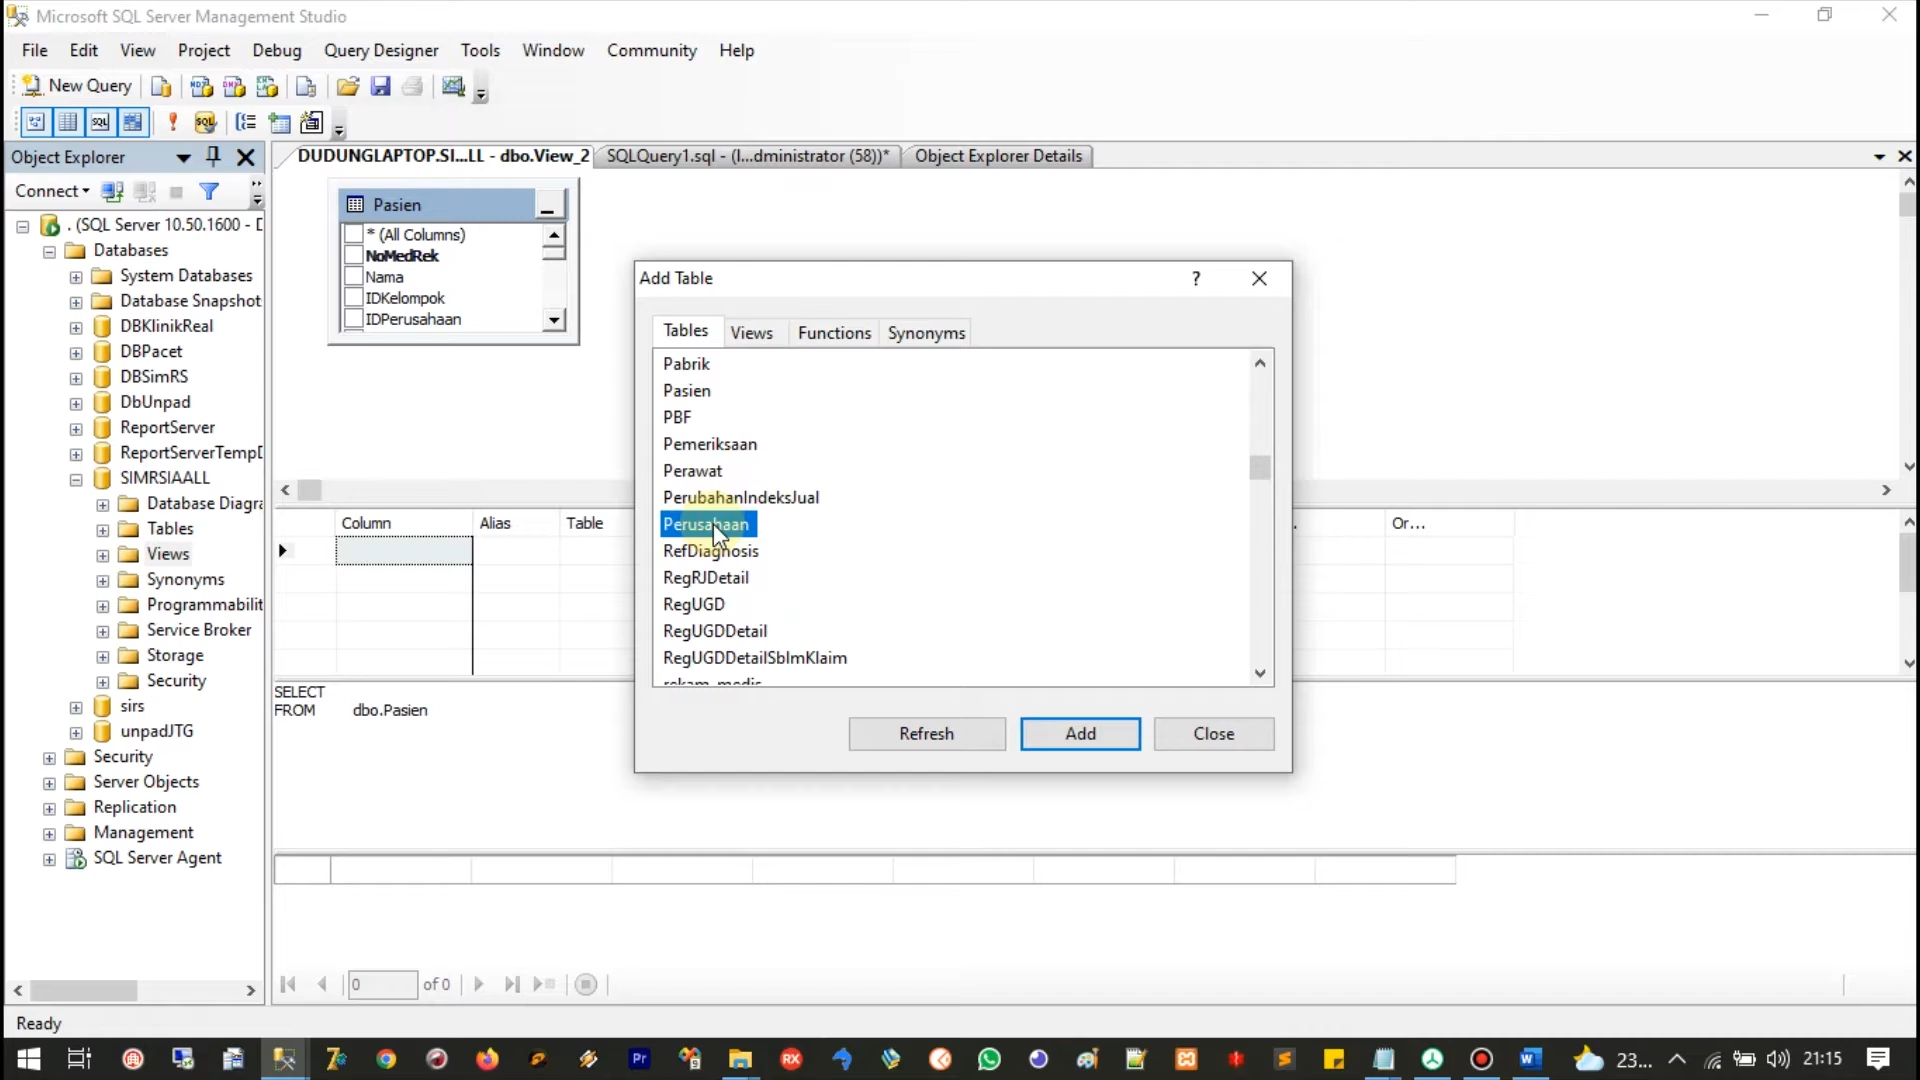 Microsoft SQL Server Management Studio
File Edit View Project Debug Query Designer Tools Window Community Help
New Query
Object Explorer
DUDUNGLAPTOP.SI...LL - dbo.View_2 SQLQuery1.sql - (l...dministrator (58))* Object Explorer Details
Connect
. (SQL Server 10.50.1600 - D
Databases
System Databases
Database Snapshot
DBKlinikReal
DBPacet
DBSimRS
DbUnpad
ReportServer
ReportServerTempD
SIMRSIAALL
Database Diagra
Tables
Views
Synonyms
Programmabilit
Service Broker
Storage
Security
sirs
unpadJTG
Security
Server Objects
Replication
Management
SQL Server Agent
Pasien
* (All Columns)
NoMedRek
Nama
IDKelompok
IDPerusahaan
Add Table
?
Tables Views Functions Synonyms
Pabrik
Pasien
PBF
Pemeriksaan
Perawat
PerubahanIndeksJual
Perusahaan
RefDiagnosis
RegRJDetail
RegUGD
RegUGDDetail
RegUGDDetailSblmKlaim
rekam_medis
Refresh Add Close
Column Alias Table Or...
SELECT
FROM dbo.Pasien
0 of 0
Ready
23... 21:15